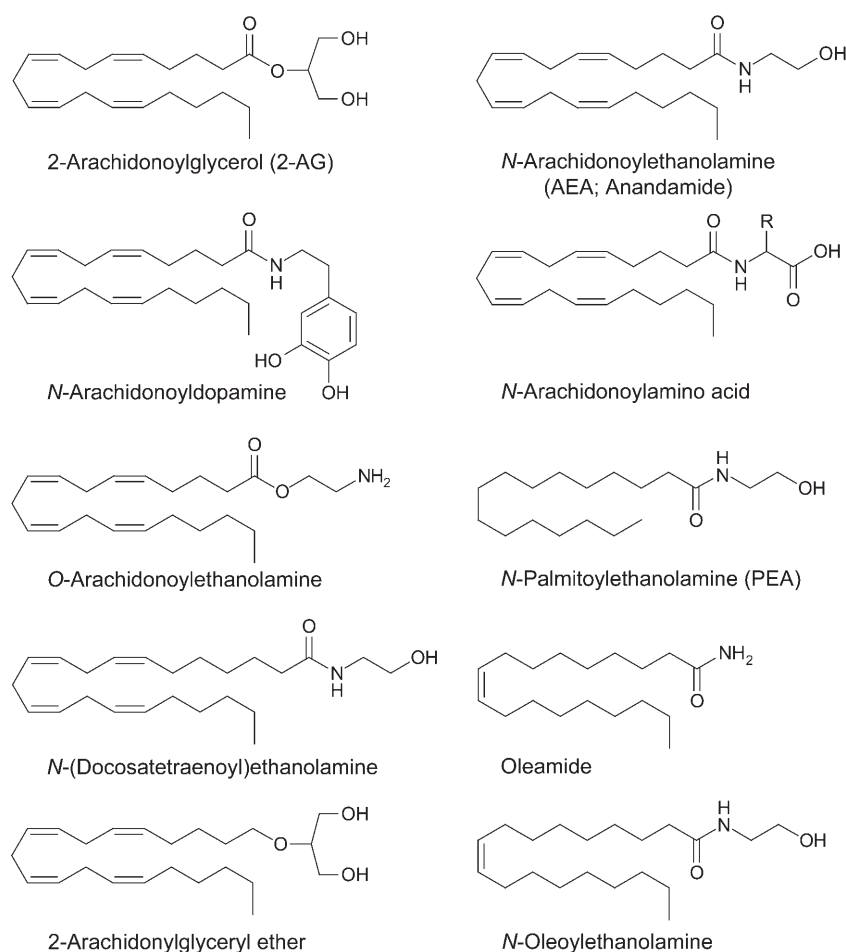 O
OH
O
OH
2-Arachidonoylglycerol (2-AG)
O
N
H
OH
N-Arachidonoylethanolamine
(AEA; Anandamide)
O
N
H
HO
OH
N-Arachidonoyldopamine
O
R
N
H
OH
O
N-Arachidonoylamino acid
O
O
NH2
O-Arachidonoylethanolamine
H
N
O
OH
N-Palmitoylethanolamine (PEA)
O
N
H
OH
N-(Docosatetraenoyl)ethanolamine
NH2
O
Oleamide
OH
O
OH
2-Arachidonylglyceryl ether
H
N
O
OH
N-Oleoylethanolamine